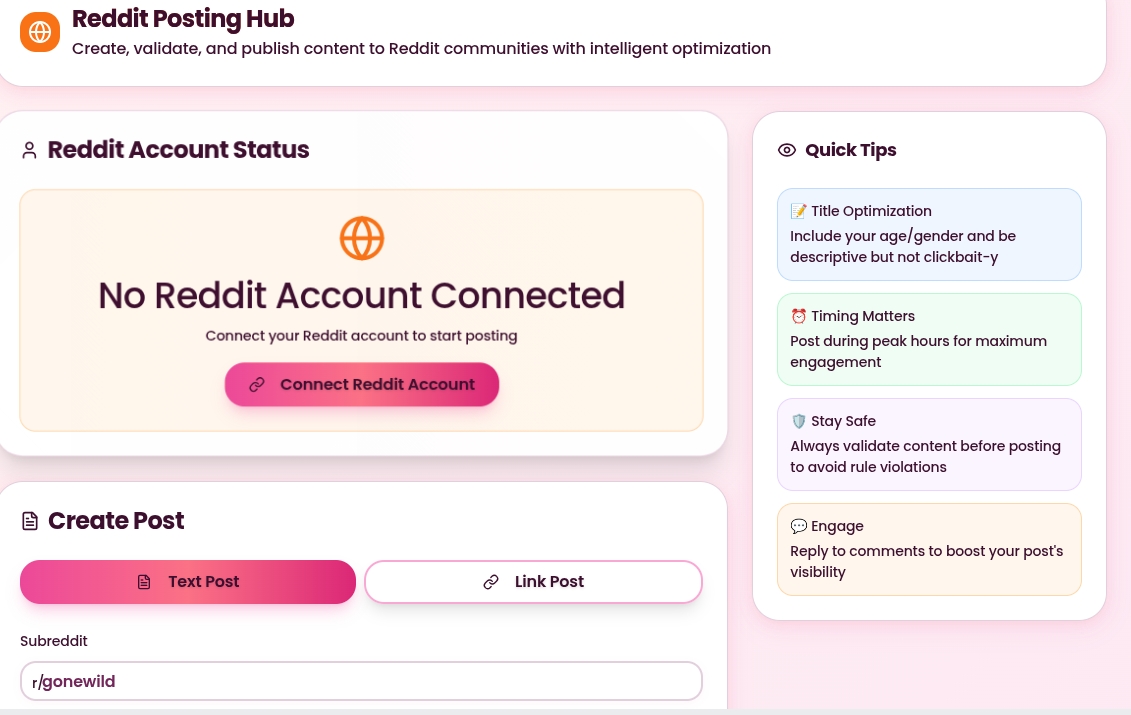 Reddit Posting Hub
Create, validate, and publish content to Reddit communities with intelligent optimization
Reddit Account Status
No Reddit Account Connected
Connect your Reddit account to start posting
Connect Reddit Account
Create Post
Text Post
Link Post
Subreddit
r/gonewild
Quick Tips
📝 Title Optimization
Include your age/gender and be
descriptive but not clickbait-y
⏰ Timing Matters
Post during peak hours for maximum
engagement
🛡️ Stay Safe
Always validate content before posting
to avoid rule violations
💬 Engage
Reply to comments to boost your post's
visibility